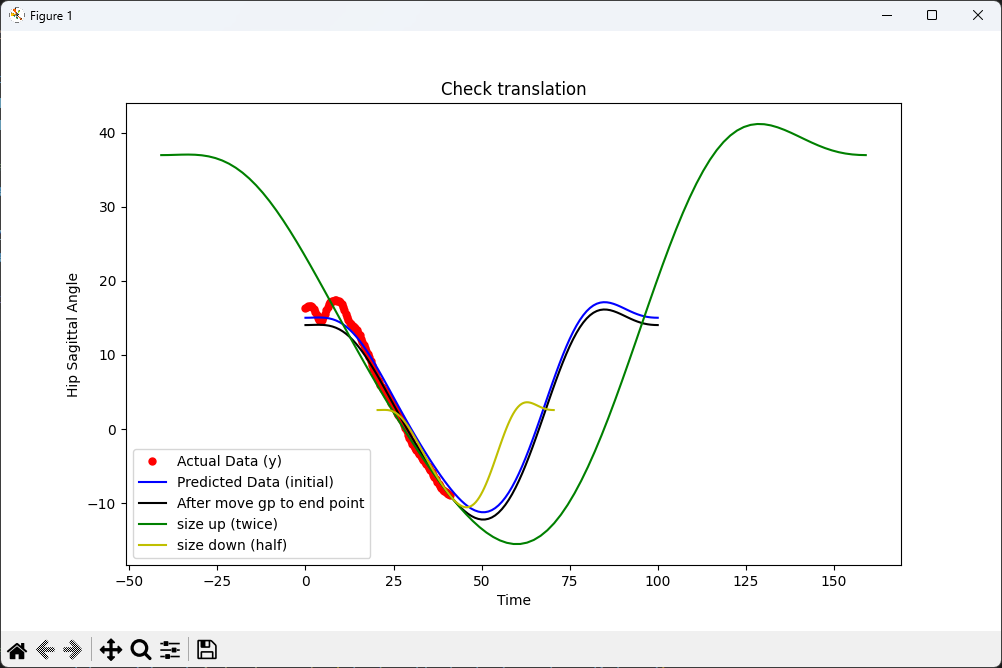 Figure 1
Check translation
40
30
20
10
0
−10
Hip Sagittal Angle
Actual Data (y)
Predicted Data (initial)
After move gp to end point
size up (twice)
size down (half)
−50
−25
0
25
50
75
100
125
150
Time